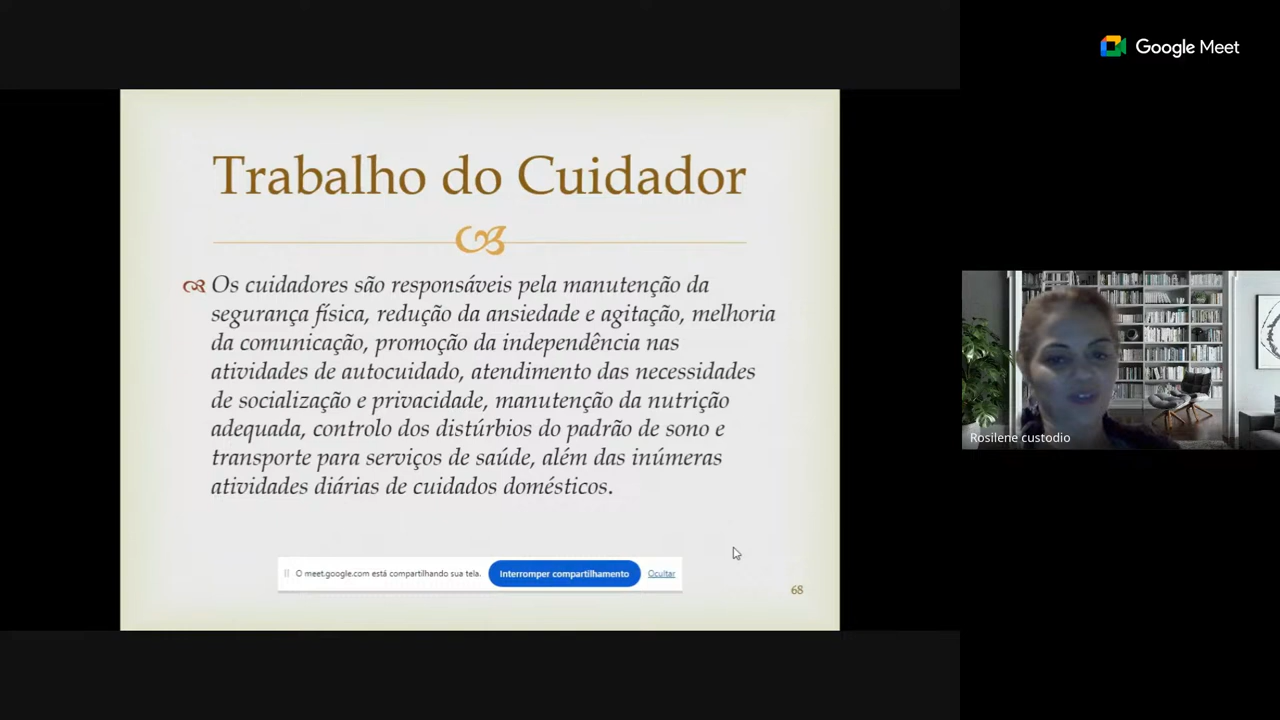 Google Meet
Trabalho do Cuidador
Os cuidadores são responsáveis pela manutenção da
segurança física, redução da ansiedade e agitação, melhoria
da comunicação, promoção da independência nas
atividades de autocuidado, atendimento das necessidades
de socialização e privacidade, manutenção da nutrição
adequada, controlo dos distúrbios do padrão de sono e
transporte para serviços de saúde, além das inúmeras
atividades diárias de cuidados domésticos.
Rosilene custodio
O meet.google.com está compartilhando sua tela. Interromper compartilhamento Ocultar
68